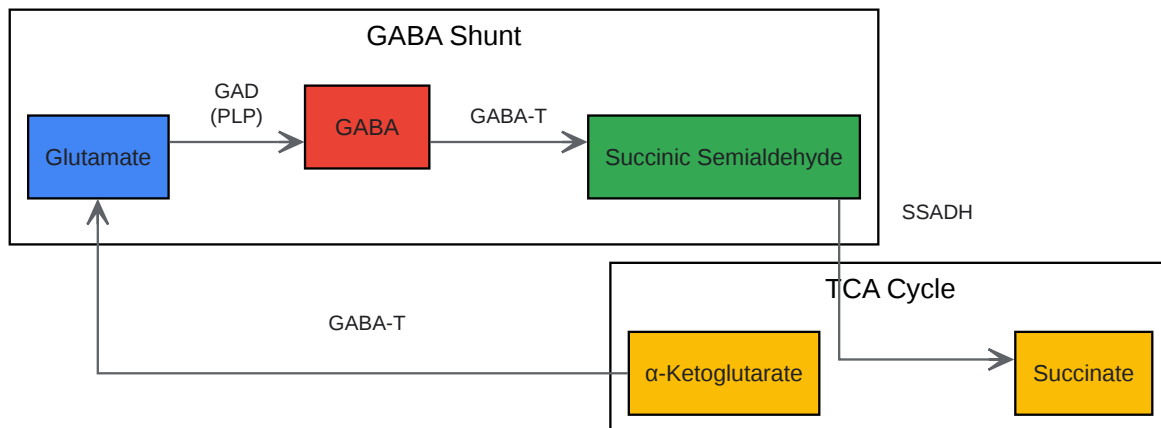 GABA Shunt
GAD
(PLP)
GABA-T
Glutamate
GABA
Succinic Semialdehyde
SSADH
TCA Cycle
GABA-T
α-Ketoglutarate
Succinate